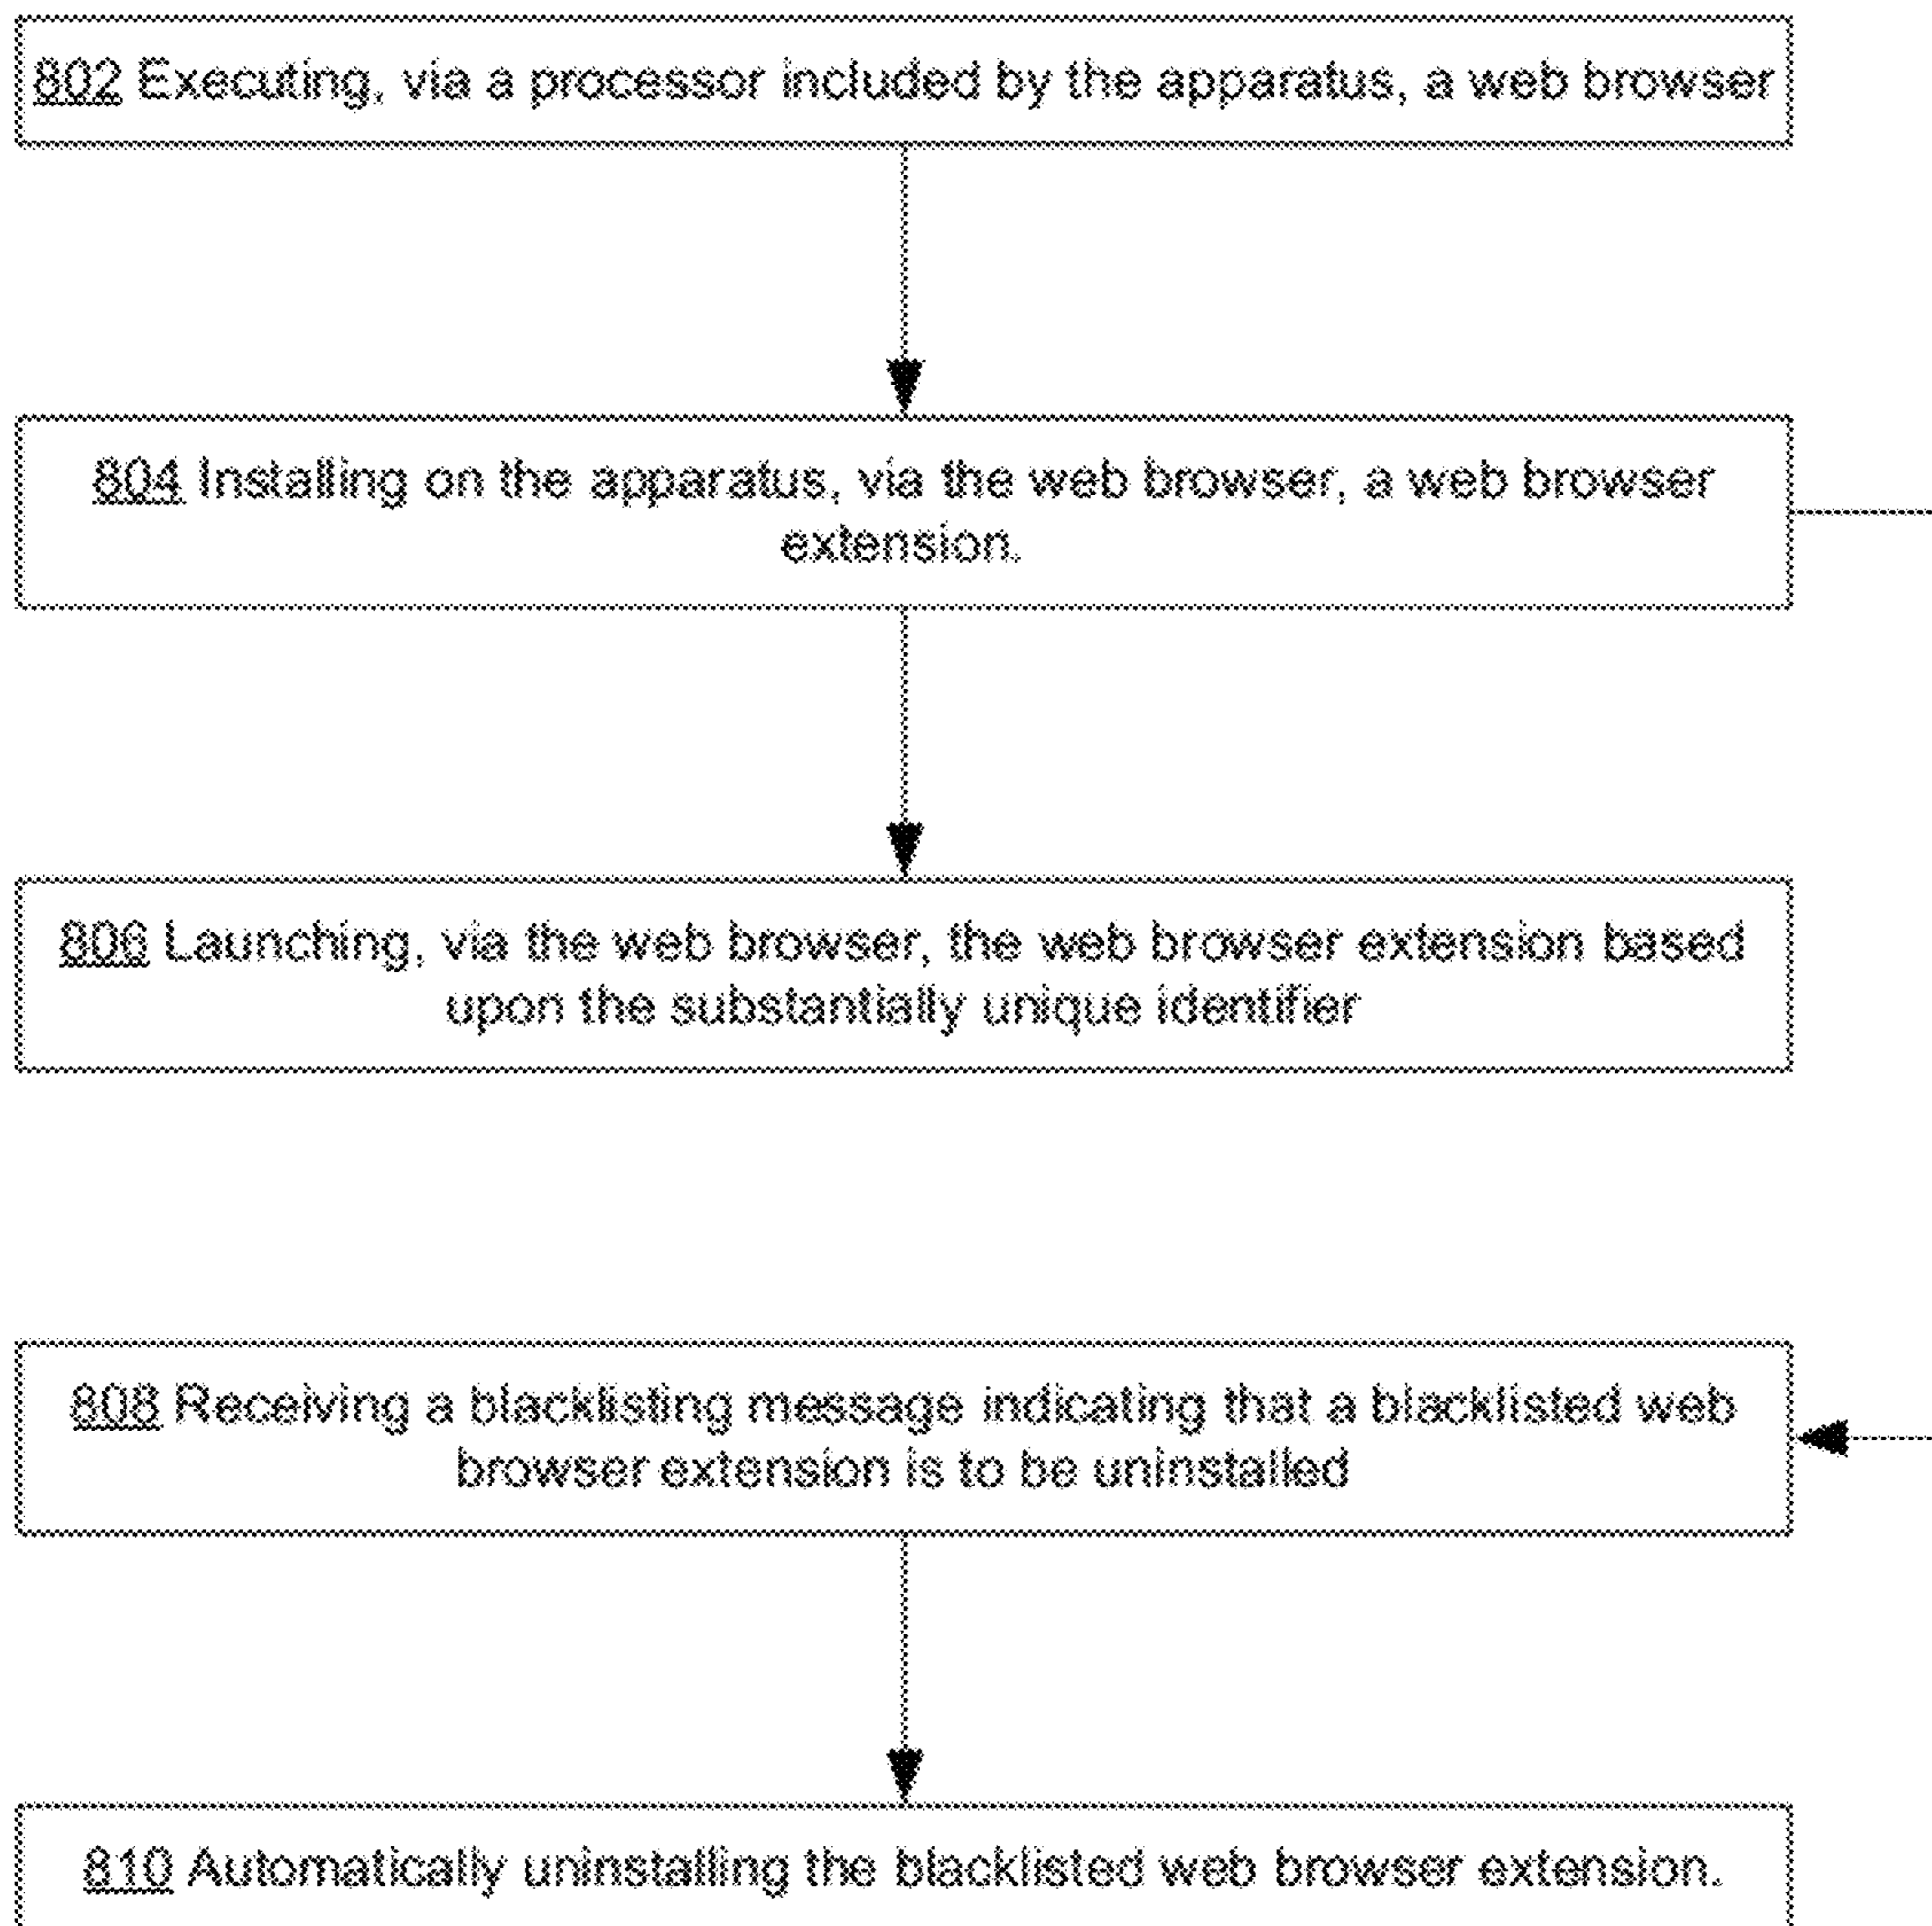 802 Executing, via a processor included by the apparatus, a web browser
804 Installing on the apparatus, via the web browser, a web browser
extension.
806 Launching, via the web browser, the web browser extension based
upon the substantially unique identifier
808 Receiving a blacklisting message indicating that a blacklisted web
browser extension is to be uninstalled
810 Automatically uninstalling the blacklisted web browser extension.